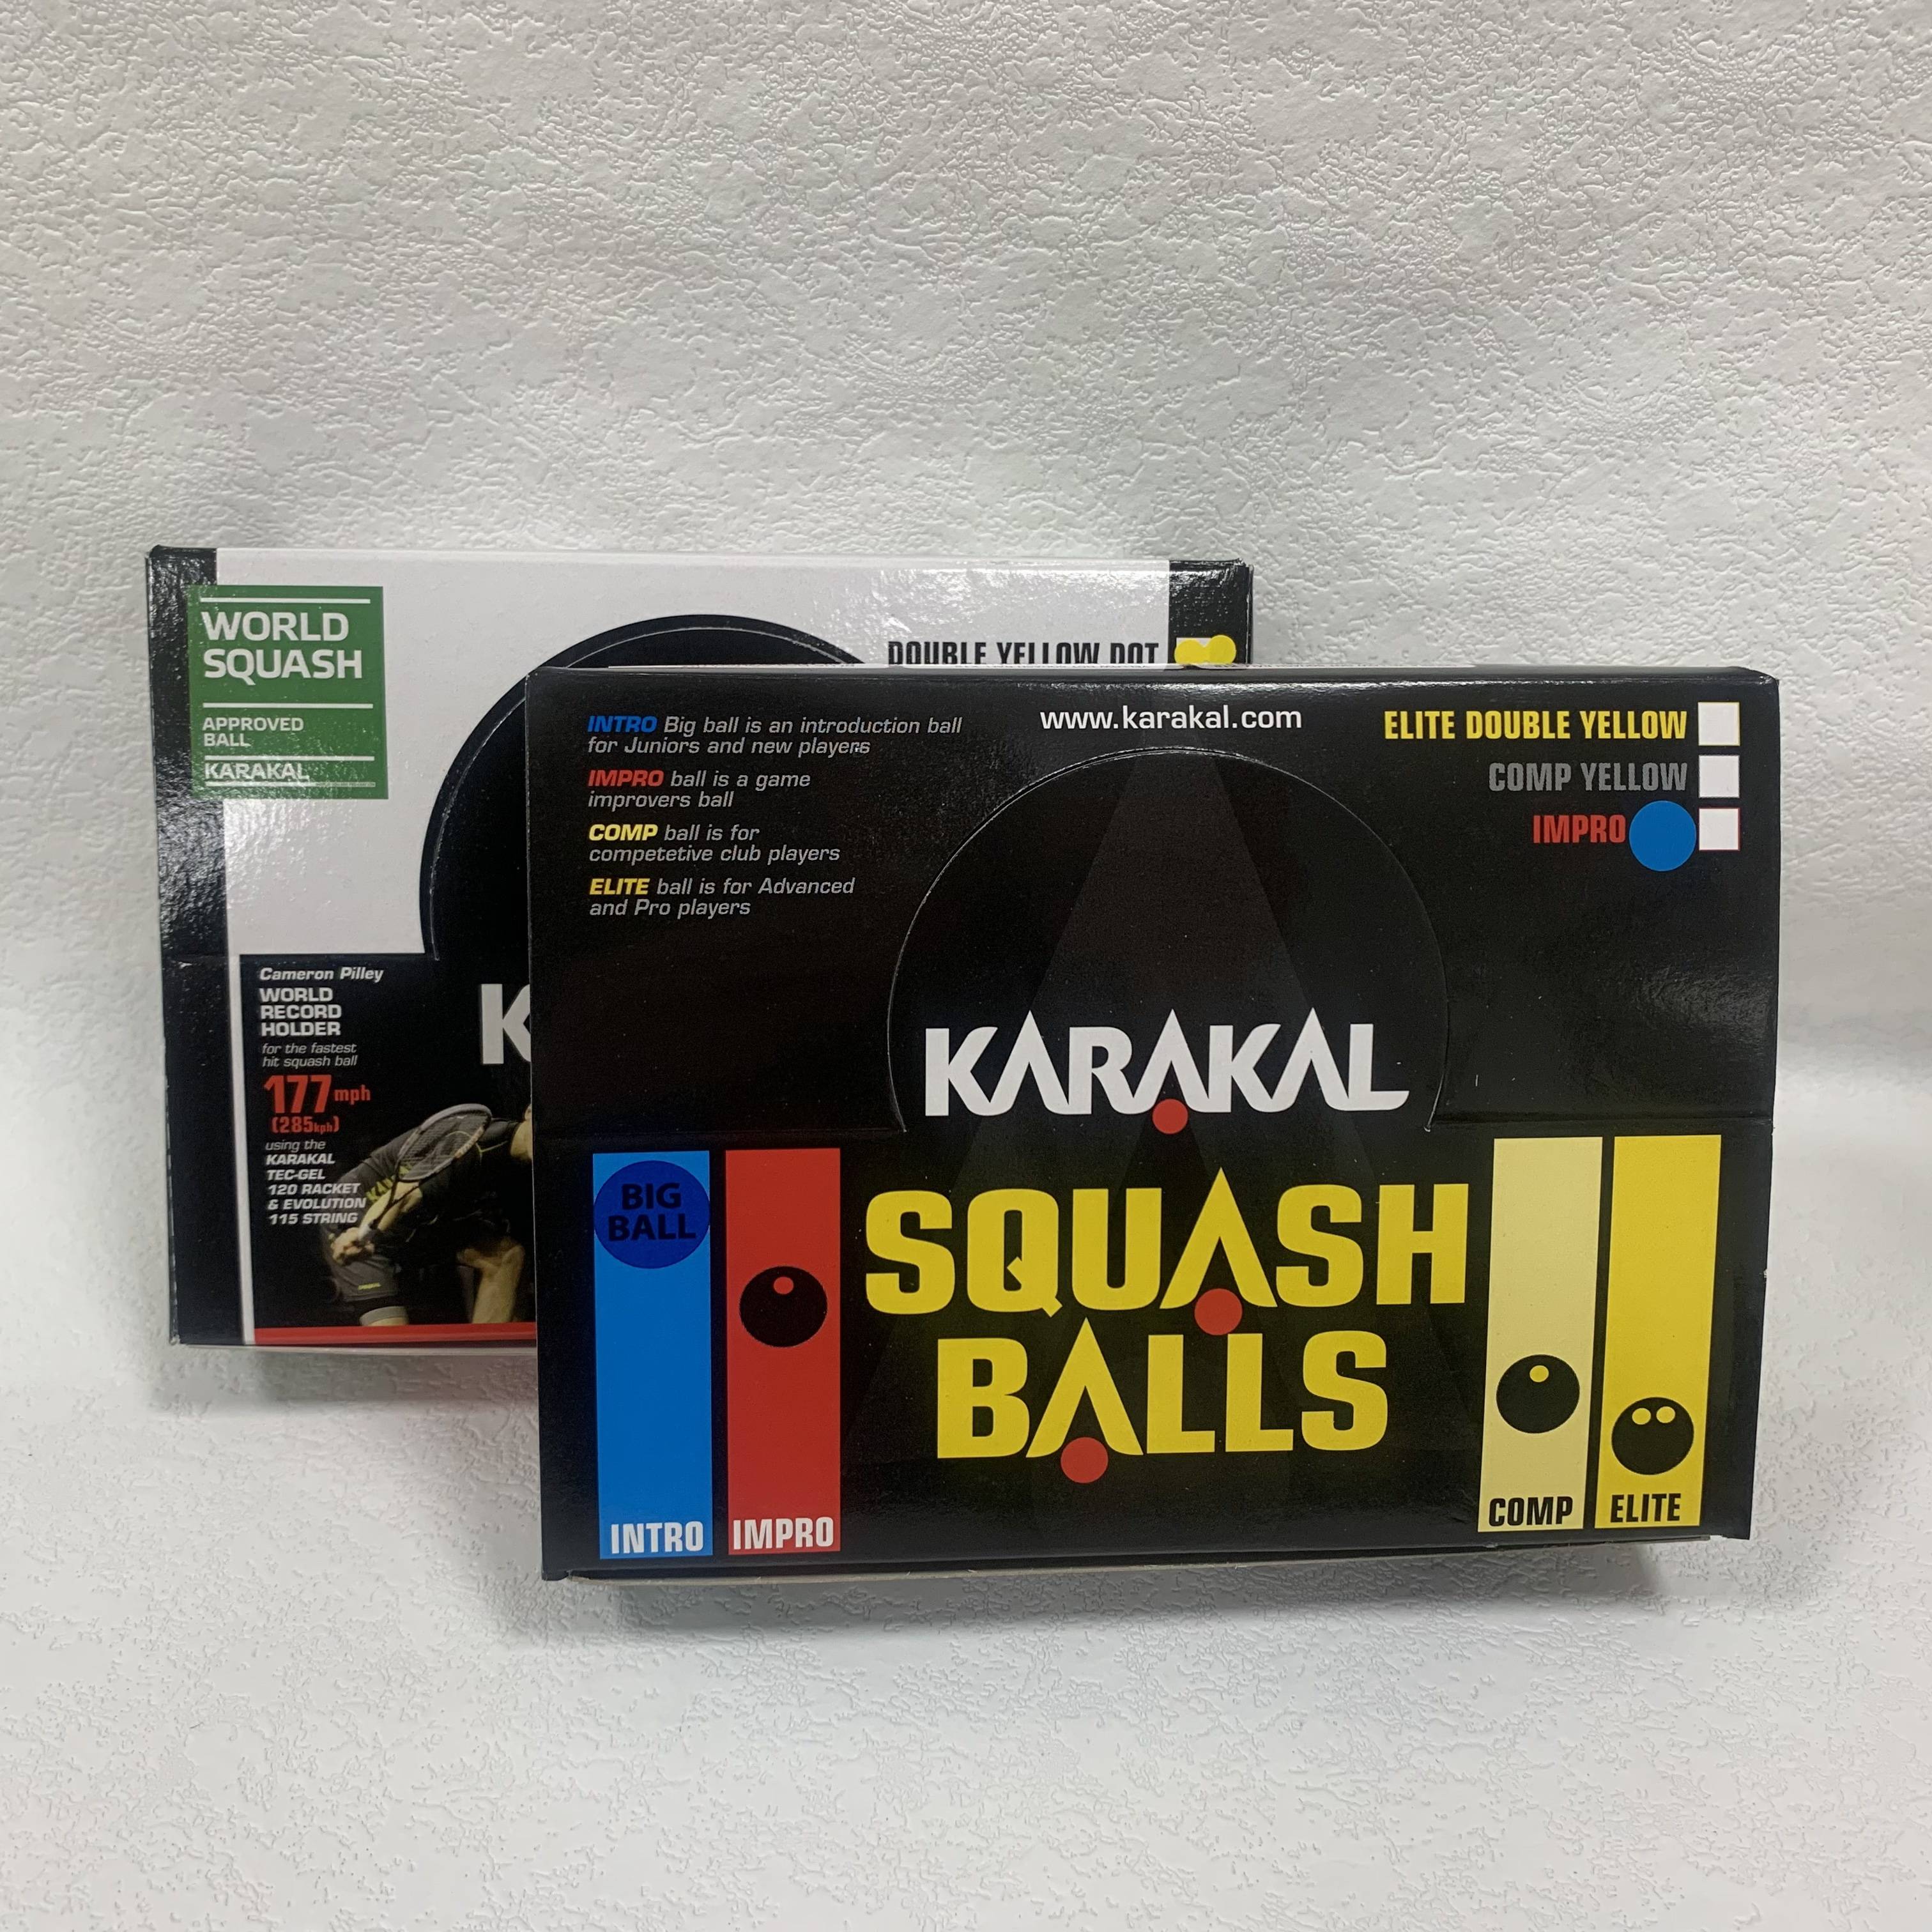 WORLD
SQUASH
APPROVED
BALL
KARAKAL
DOUBLE YELLOW DOT
Cameron Pilley
WORLD
RECORD
HOLDER
for the fastest
hit squash ball
177 mph
(285kph)
using the
KARAKAL
TEC-GEL
120 RACKET
& EVOLUTION
115 STRING
K
INTRO Big ball is an introduction ball
for Juniors and new players
IMPRO ball is a game
improvers ball
COMP ball is for
competetive club players
ELITE ball is for Advanced
and Pro players
www.karakal.com
ELITE DOUBLE YELLOW
COMP YELLOW
IMPRO
KARAKAL
SQUASH
BALLS
BIG
BALL
INTRO
IMPRO
COMP
ELITE